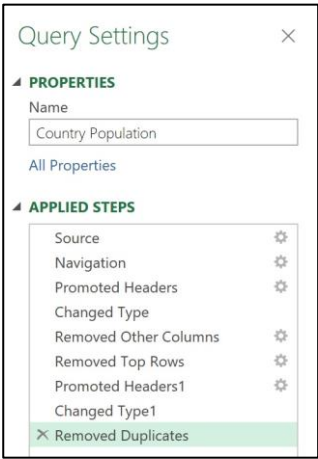 Query Settings
PROPERTIES
Name
Country Population
All Properties
APPLIED STEPS
Source
Navigation
Promoted Headers
Changed Type
Removed Other Columns
Removed Top Rows
Promoted Headers1
Changed Type1
Removed Duplicates